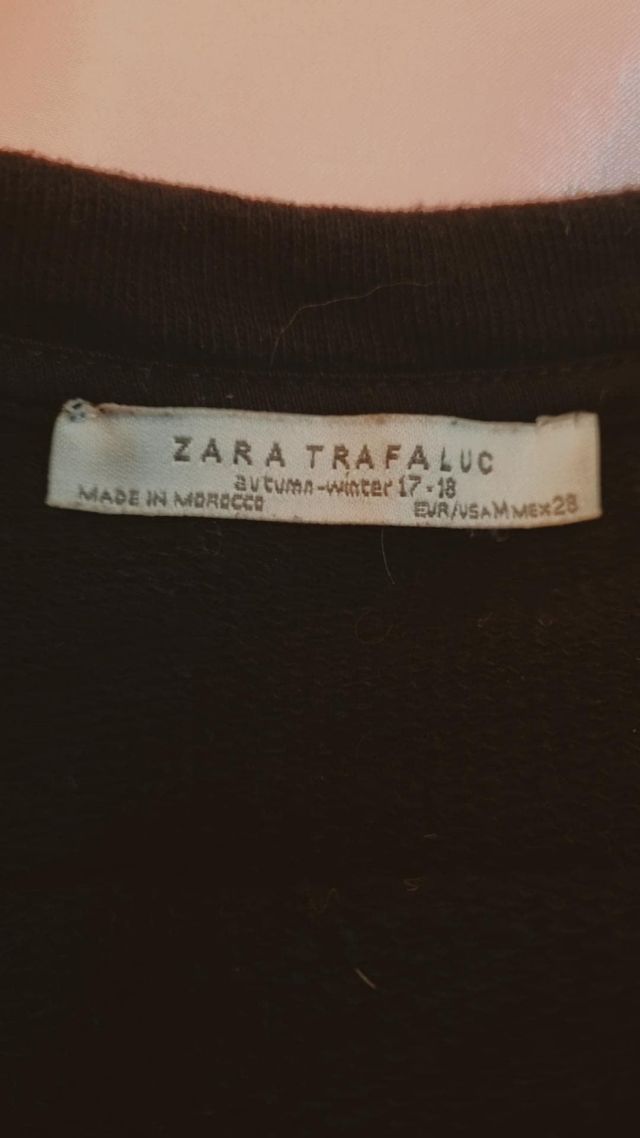 ZARA TRAFALUC
autumn-winter 17-18
MADE IN MOROCCO
EUR/USA M MEX 28